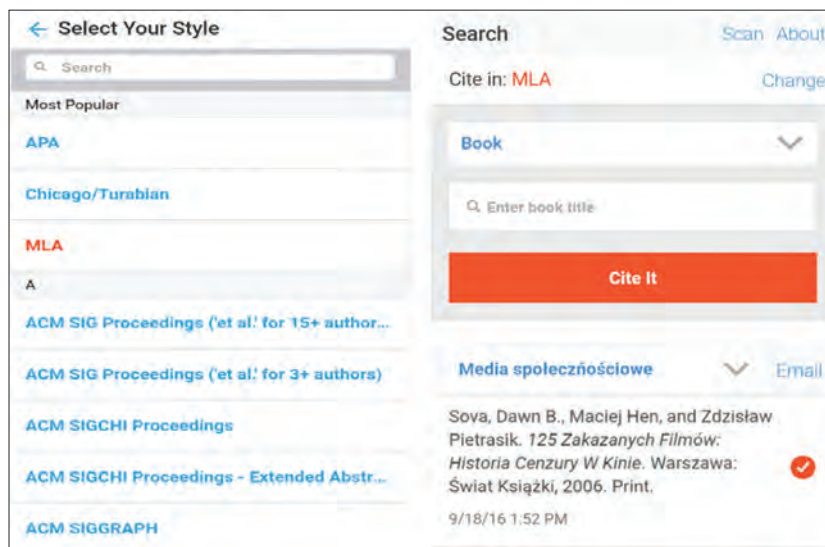 Select Your Style
Search
Most Popular
APA
Chicago/Turabian
MLA
A
ACM SIG Proceedings ('et al.' for 15+ author...
ACM SIG Proceedings ('et al.' for 3+ authors)
ACM SIGCHI Proceedings
ACM SIGCHI Proceedings - Extended Abstr...
ACM SIGGRAPH
Search Scan About
Cite in: MLA Change
Book
Enter book title
Cite It
Media społecznościowe Email
Sova, Dawn B., Maciej Hen, and Zdzisław
Pietrasik. 125 Zakazanych Filmów:
Historia Cenzury W Kinie. Warszawa:
Świat Książki, 2006. Print.
9/18/16 1:52 PM